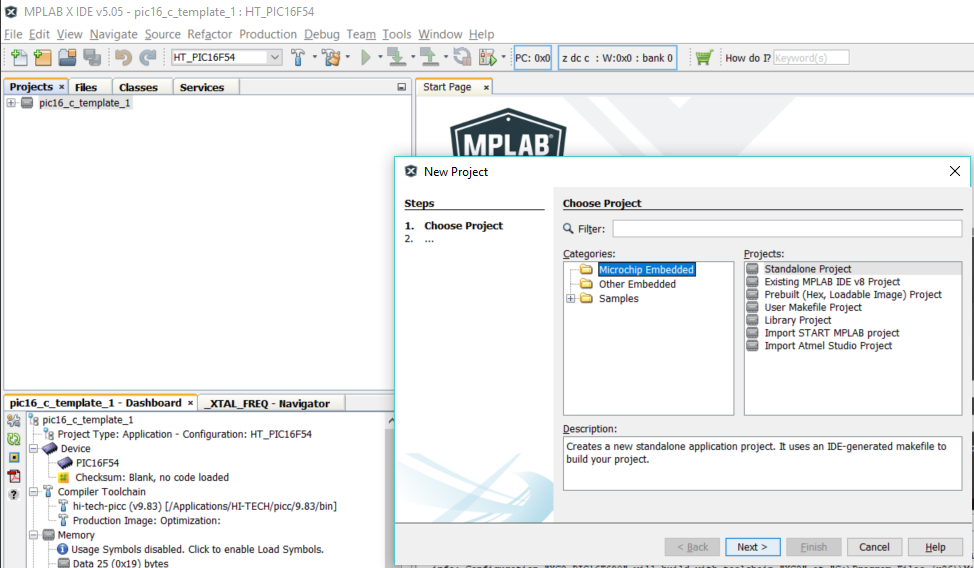 MPLAB X IDE v5.05 - pic16_c_template_1 : HT_PIC16F54
File Edit View Navigate Source Refactor Production Debug Team Tools Window Help
HT_PIC16F54 PC: 0x0 z dc c : W:0x0 : bank 0 How do I? Keyword(s)
Projects Files Classes Services
pic16_c_template_1
Start Page
MPLAB
New Project
Steps
1. Choose Project
2. ...
Choose Project
Filter:
Categories:
Microchip Embedded
Other Embedded
Samples
Projects:
Standalone Project
Existing MPLAB IDE v8 Project
Prebuilt (Hex, Loadable Image) Project
User Makefile Project
Library Project
Import START MPLAB project
Import Atmel Studio Project
Description:
Creates a new standalone application project. It uses an IDE-generated makefile to
build your project.
< Back Next > Finish Cancel Help
pic16_c_template_1 - Dashboard _XTAL_FREQ - Navigator
pic16_c_template_1
Project Type: Application - Configuration: HT_PIC16F54
Device
PIC16F54
Checksum: Blank, no code loaded
Compiler Toolchain
hi-tech-picc (v9.83) [/Applications/HI-TECH/picc/9.83/bin]
Production Image: Optimization:
Memory
Usage Symbols disabled. Click to enable Load Symbols.
Data 25 (0x19) bytes